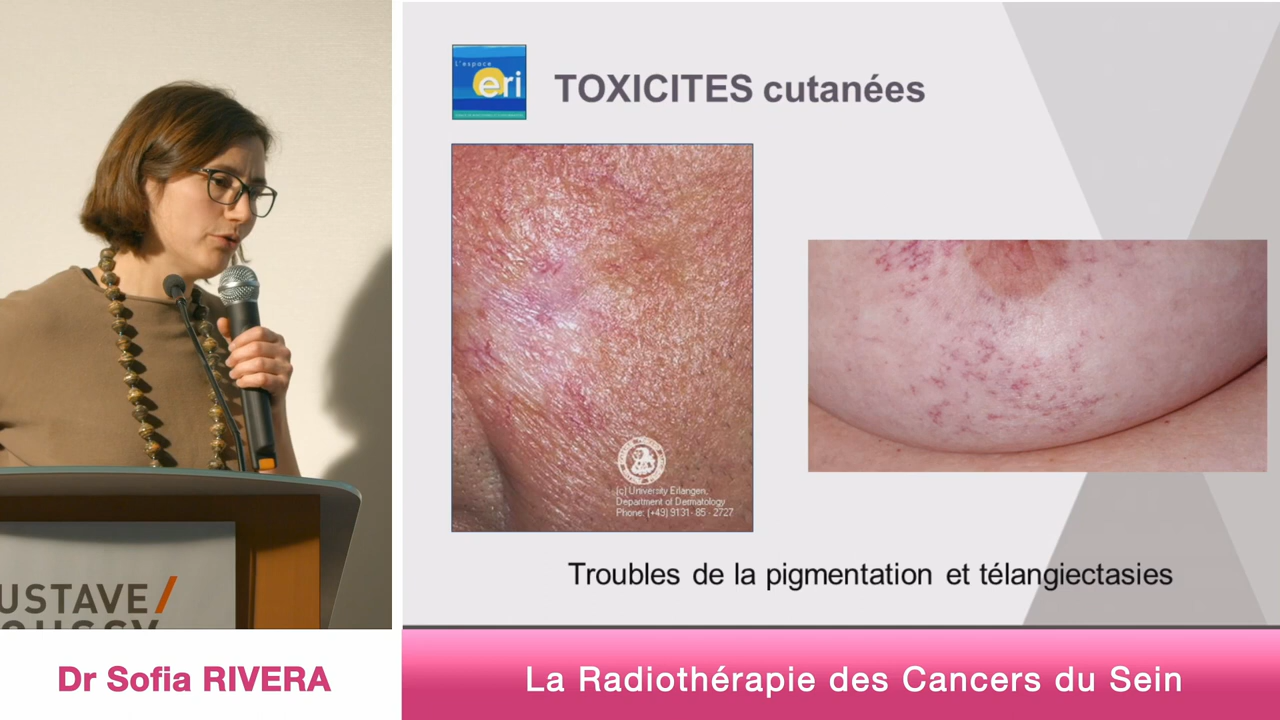 L'espace
eri
TOXICITES cutanées
(c) University Erlangen,
Department of Dermatology
Phone: (+49) 9131- 85 - 2727
Troubles de la pigmentation et télangiectasies
USTAVE/
Dr Sofia RIVERA
La Radiothérapie des Cancers du Sein